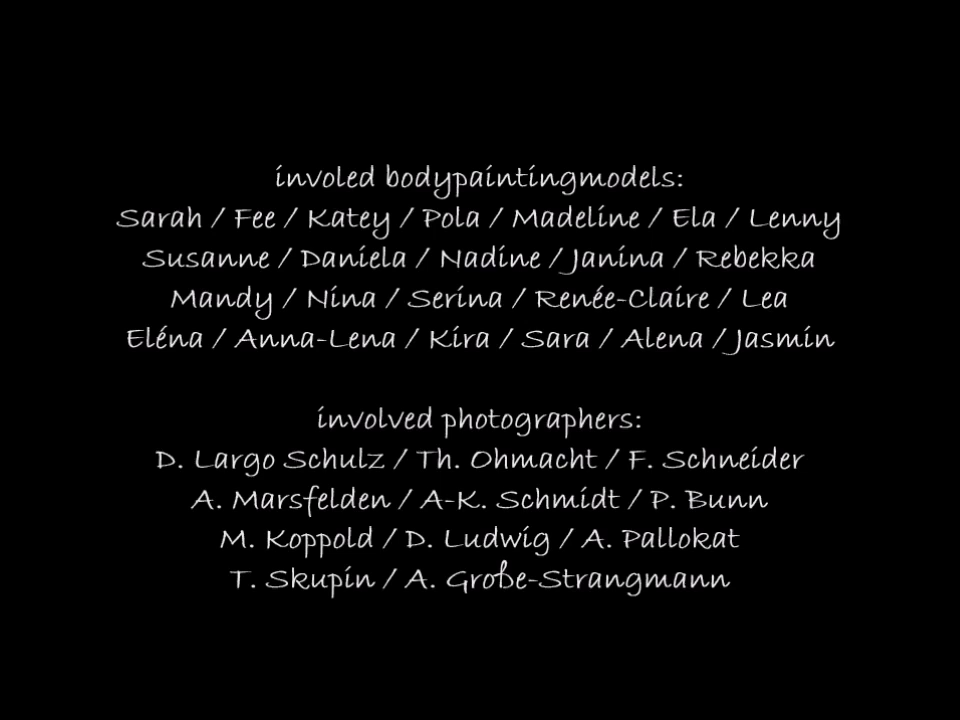 involed bodypaintingmodels:
Sarah / Fee / Katey / Pola / Madeline / Ela / Lenny
Susanne / Daniela / Nadine / Janina / Rebekka
Mandy / Nina / Serina / Renée-Claire / Lea
Eléna / Anna-Lena / Kira / Sara / Alena / Jasmin
involved photographers:
D. Largo Schulz / Th. Ohmacht / F. Schneider
A. Marsfelden / A-K. Schmidt / P. Bunn
M. Koppold / D. Ludwig / A. Pallokat
T. Skupin / A. Große-Strangmann